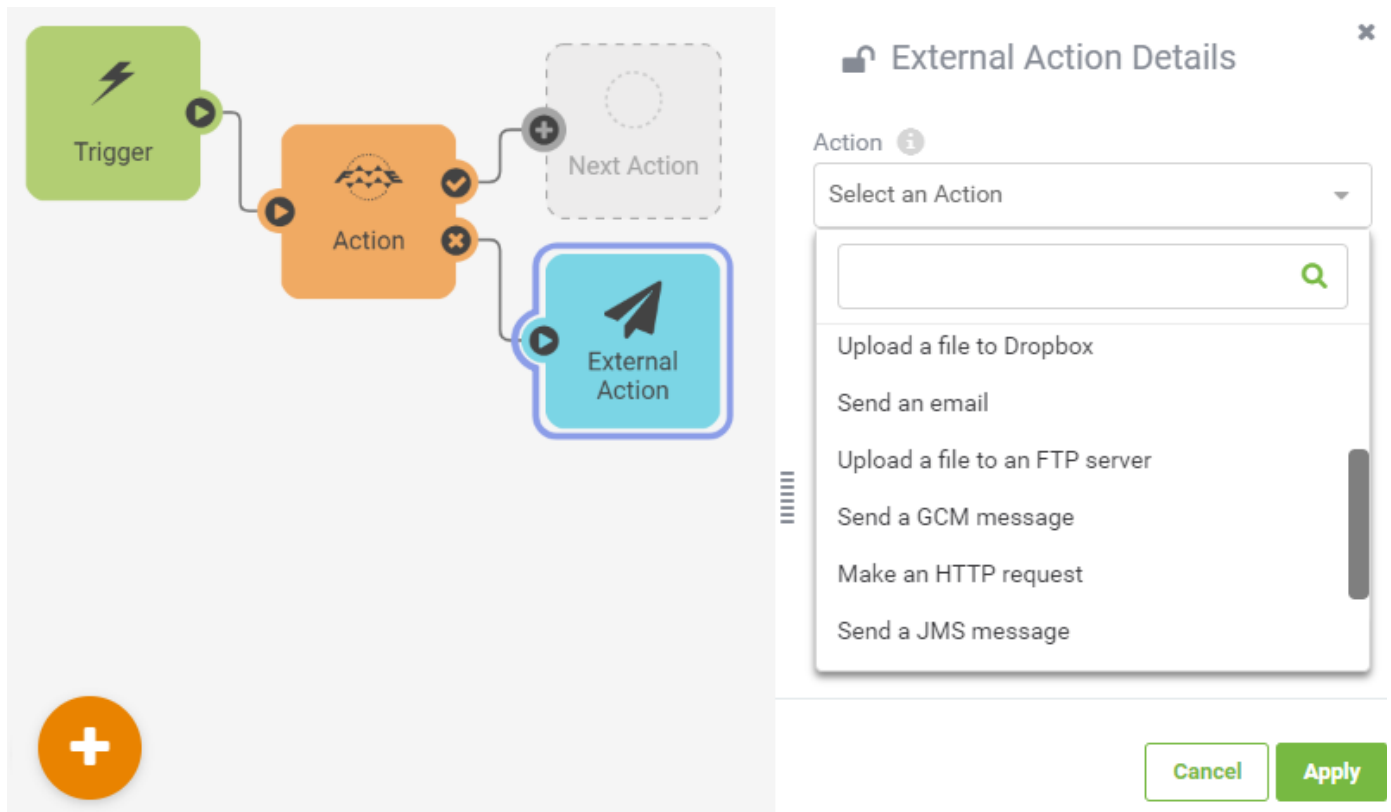 Trigger
Action
Next Action
External
Action
External Action Details
Action
Select an Action
Upload a file to Dropbox
Send an email
Upload a file to an FTP server
Send a GCM message
Make an HTTP request
Send a JMS message
Cancel
Apply